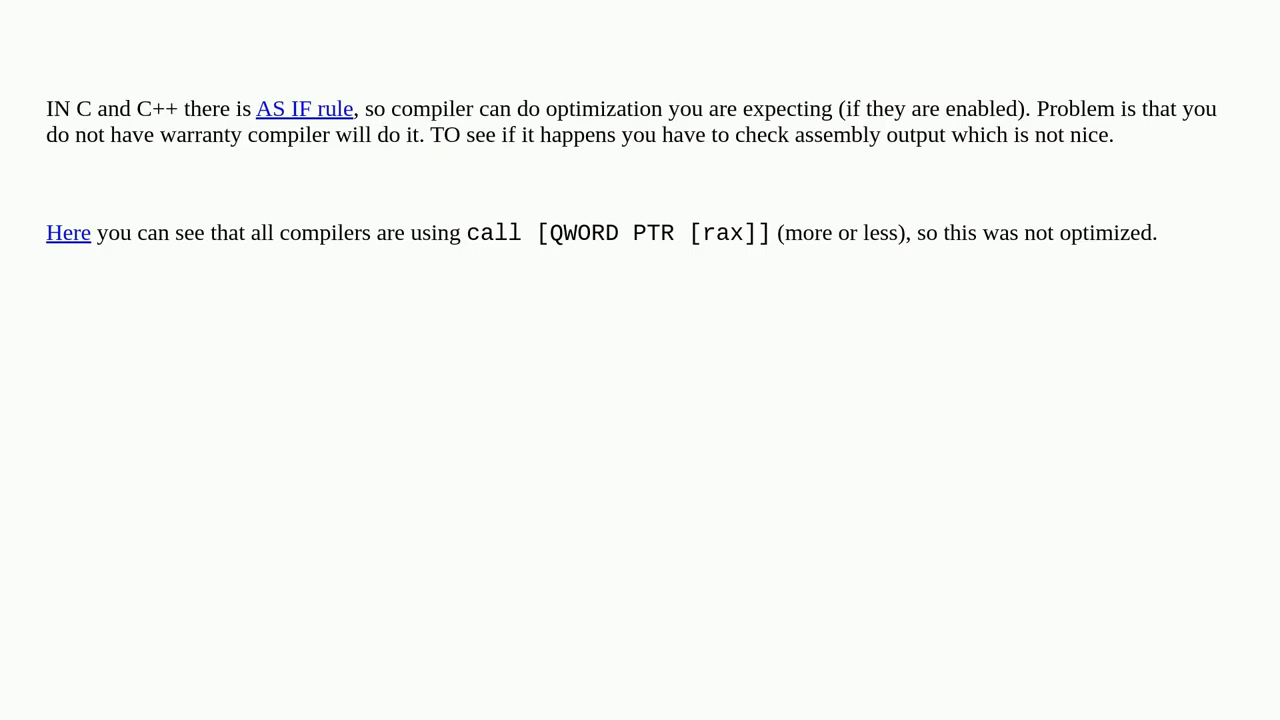 IN C and C++ there is AS IF rule, so compiler can do optimization you are expecting (if they are enabled). Problem is that you
do not have warranty compiler will do it. TO see if it happens you have to check assembly output which is not nice.
Here you can see that all compilers are using call [QWORD PTR [rax]] (more or less), so this was not optimized.